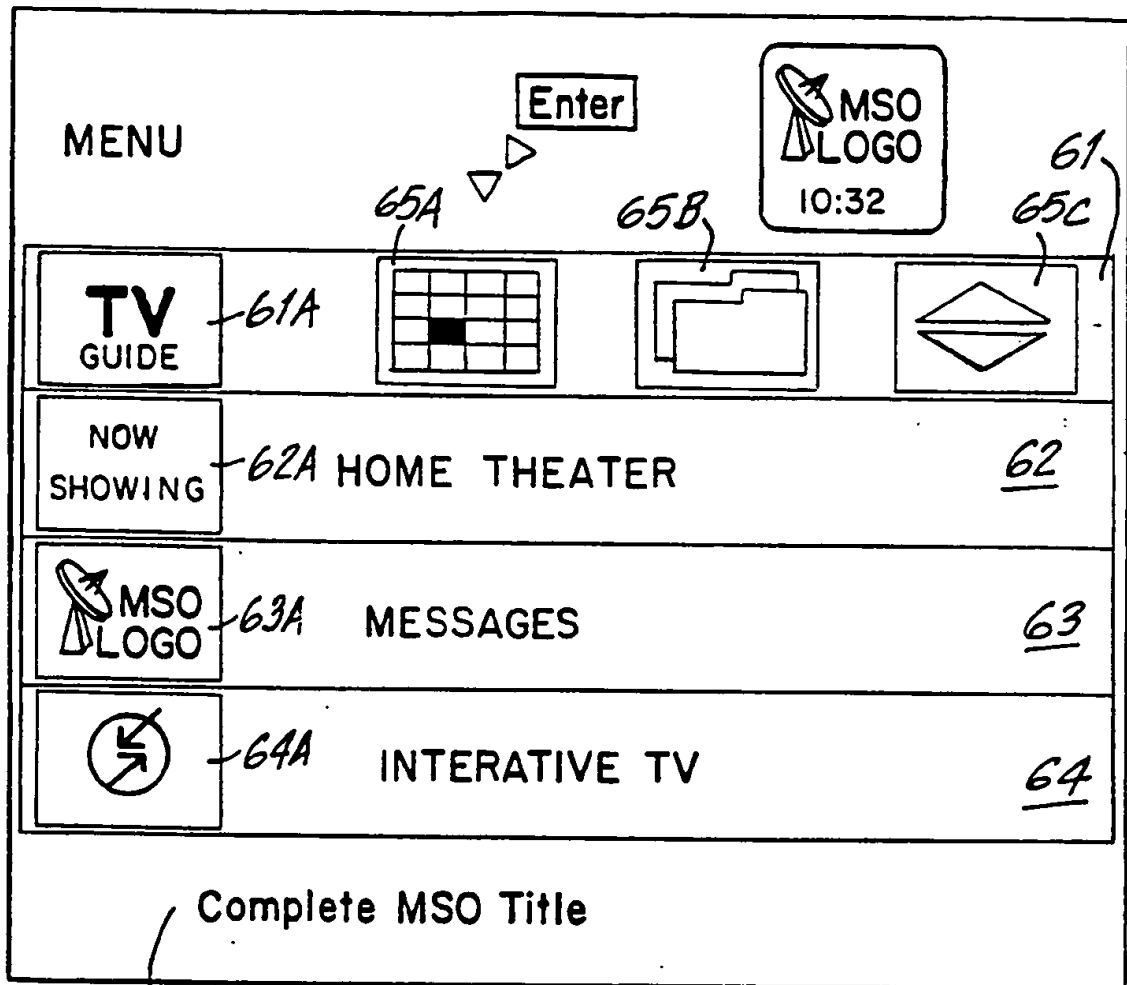 Enter
MSO
LOGO
10:32
MENU
61
65A
65B
65C
TV
GUIDE
61A
NOW
SHOWING
62A
HOME THEATER
62
MSO
LOGO
63A
MESSAGES
63
64A
INTERATIVE TV
64
Complete MSO Title